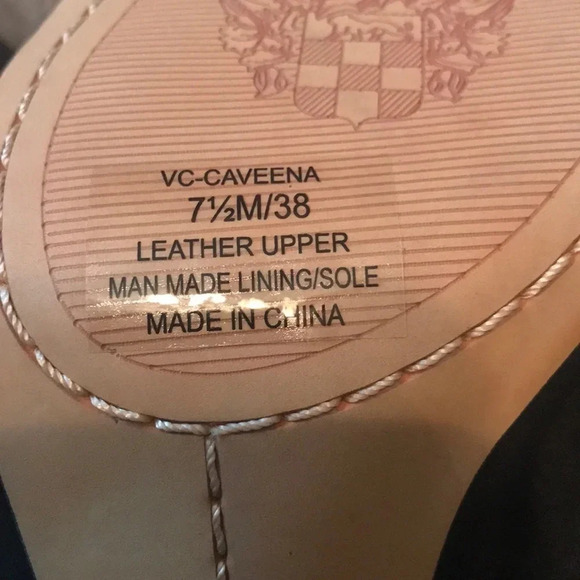 VC-CAVEENA
7½M/38
LEATHER UPPER
MAN MADE LINING/SOLE
MADE IN CHINA